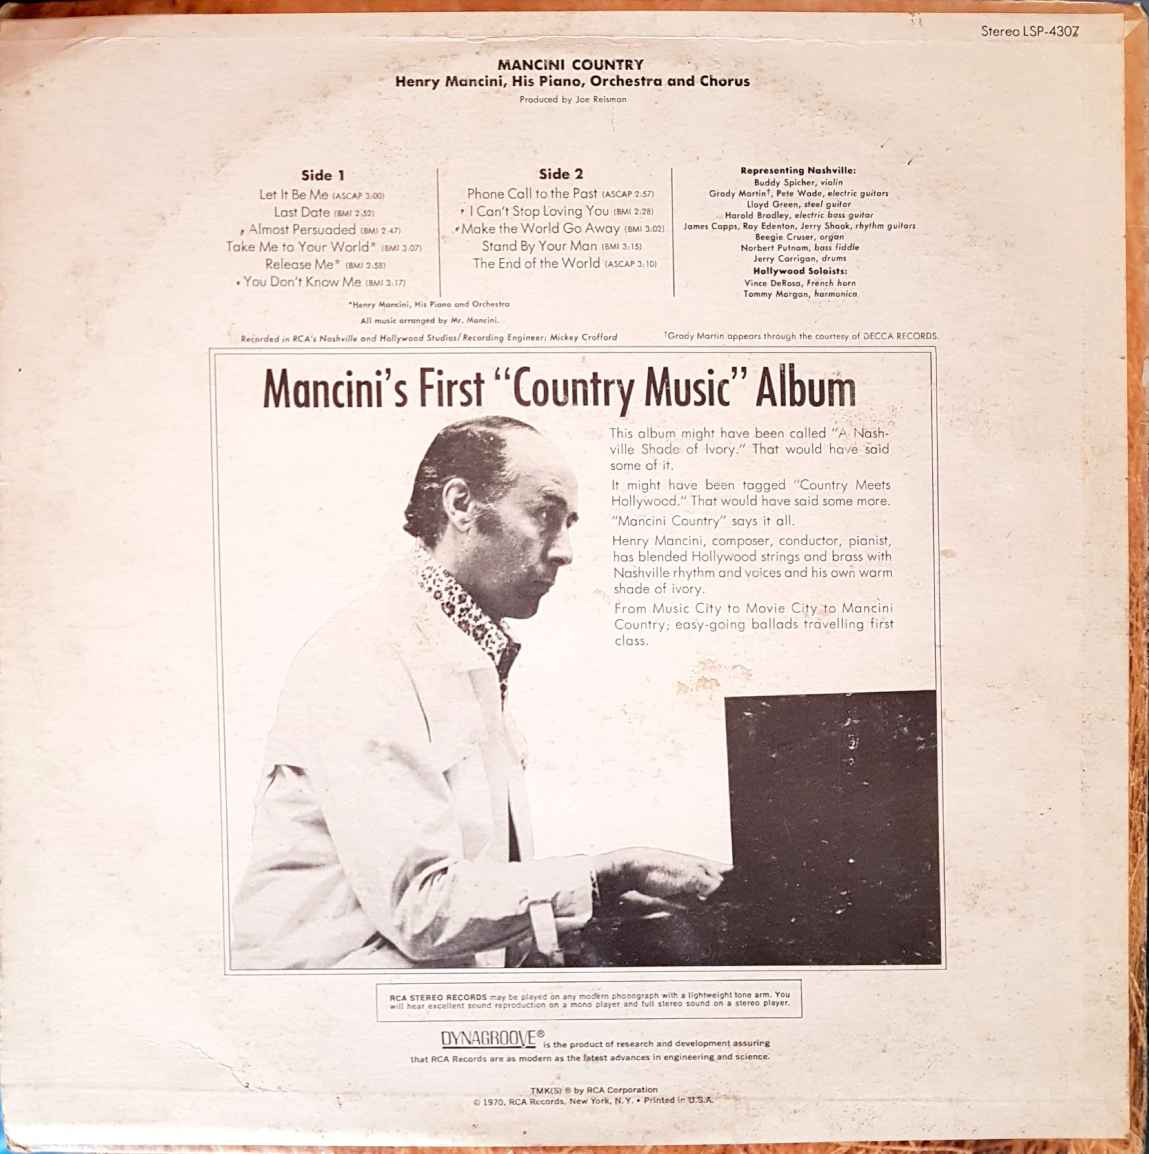 Stereo LSP-4307
MANCINI COUNTRY
Henry Mancini, His Piano, Orchestra and Chorus
Produced by Joe Reisman
Side 1
Let It Be Me (ASCAP 3:00)
Last Date (BMI 2:52)
Almost Persuaded (BMI 2:47)
Take Me to Your World* (BMI 3:07)
Release Me* (BMI 2:58)
You Don't Know Me (BMI 3:17)
Side 2
Phone Call to the Past (ASCAP 2:57)
I Can't Stop Loving You (BMI 2:28)
Make the World Go Away (BMI 3:02)
Stand By Your Man (BMI 3:15)
The End of the World (ASCAP 3:10)
Representing Nashville:
Buddy Spicher, violin
Grady Martin†, Pete Wade, electric guitars
Lloyd Green, steel guitar
Harold Bradley, electric bass guitar
James Capps, Ray Edenton, Jerry Shook, rhythm guitars
Beegie Cruser, organ
Norbert Putnam, bass fiddle
Jerry Carrigan, drums
Hollywood Soloists:
Vince DeRosa, French horn
Tommy Morgan, harmonica
*Henry Mancini, His Piano and Orchestra
All music arranged by Mr. Mancini.
Recorded in RCA's Nashville and Hollywood Studios/Recording Engineer: Mickey Crofford
†Grady Martin appears through the courtesy of DECCA RECORDS.
Mancini's First "Country Music" Album
This album might have been called "A Nash-
ville Shade of Ivory." That would have said
some of it.
It might have been tagged "Country Meets
Hollywood." That would have said some more.
"Mancini Country" says it all.
Henry Mancini, composer, conductor, pianist,
has blended Hollywood strings and brass with
Nashville rhythm and voices and his own warm
shade of ivory.
From Music City to Movie City to Mancini
Country; easy-going ballads travelling first
class.
RCA STEREO RECORDS may be played on any modern phonograph with a lightweight tone arm. You
will hear excellent sound reproduction on a mono player and full stereo sound on a stereo player.
DYNAGROOVE® is the product of research and development assuring
that RCA Records are as modern as the latest advances in engineering and science.
TMK(S) ® by RCA Corporation
© 1970, RCA Records, New York, N.Y. • Printed in U.S.A.